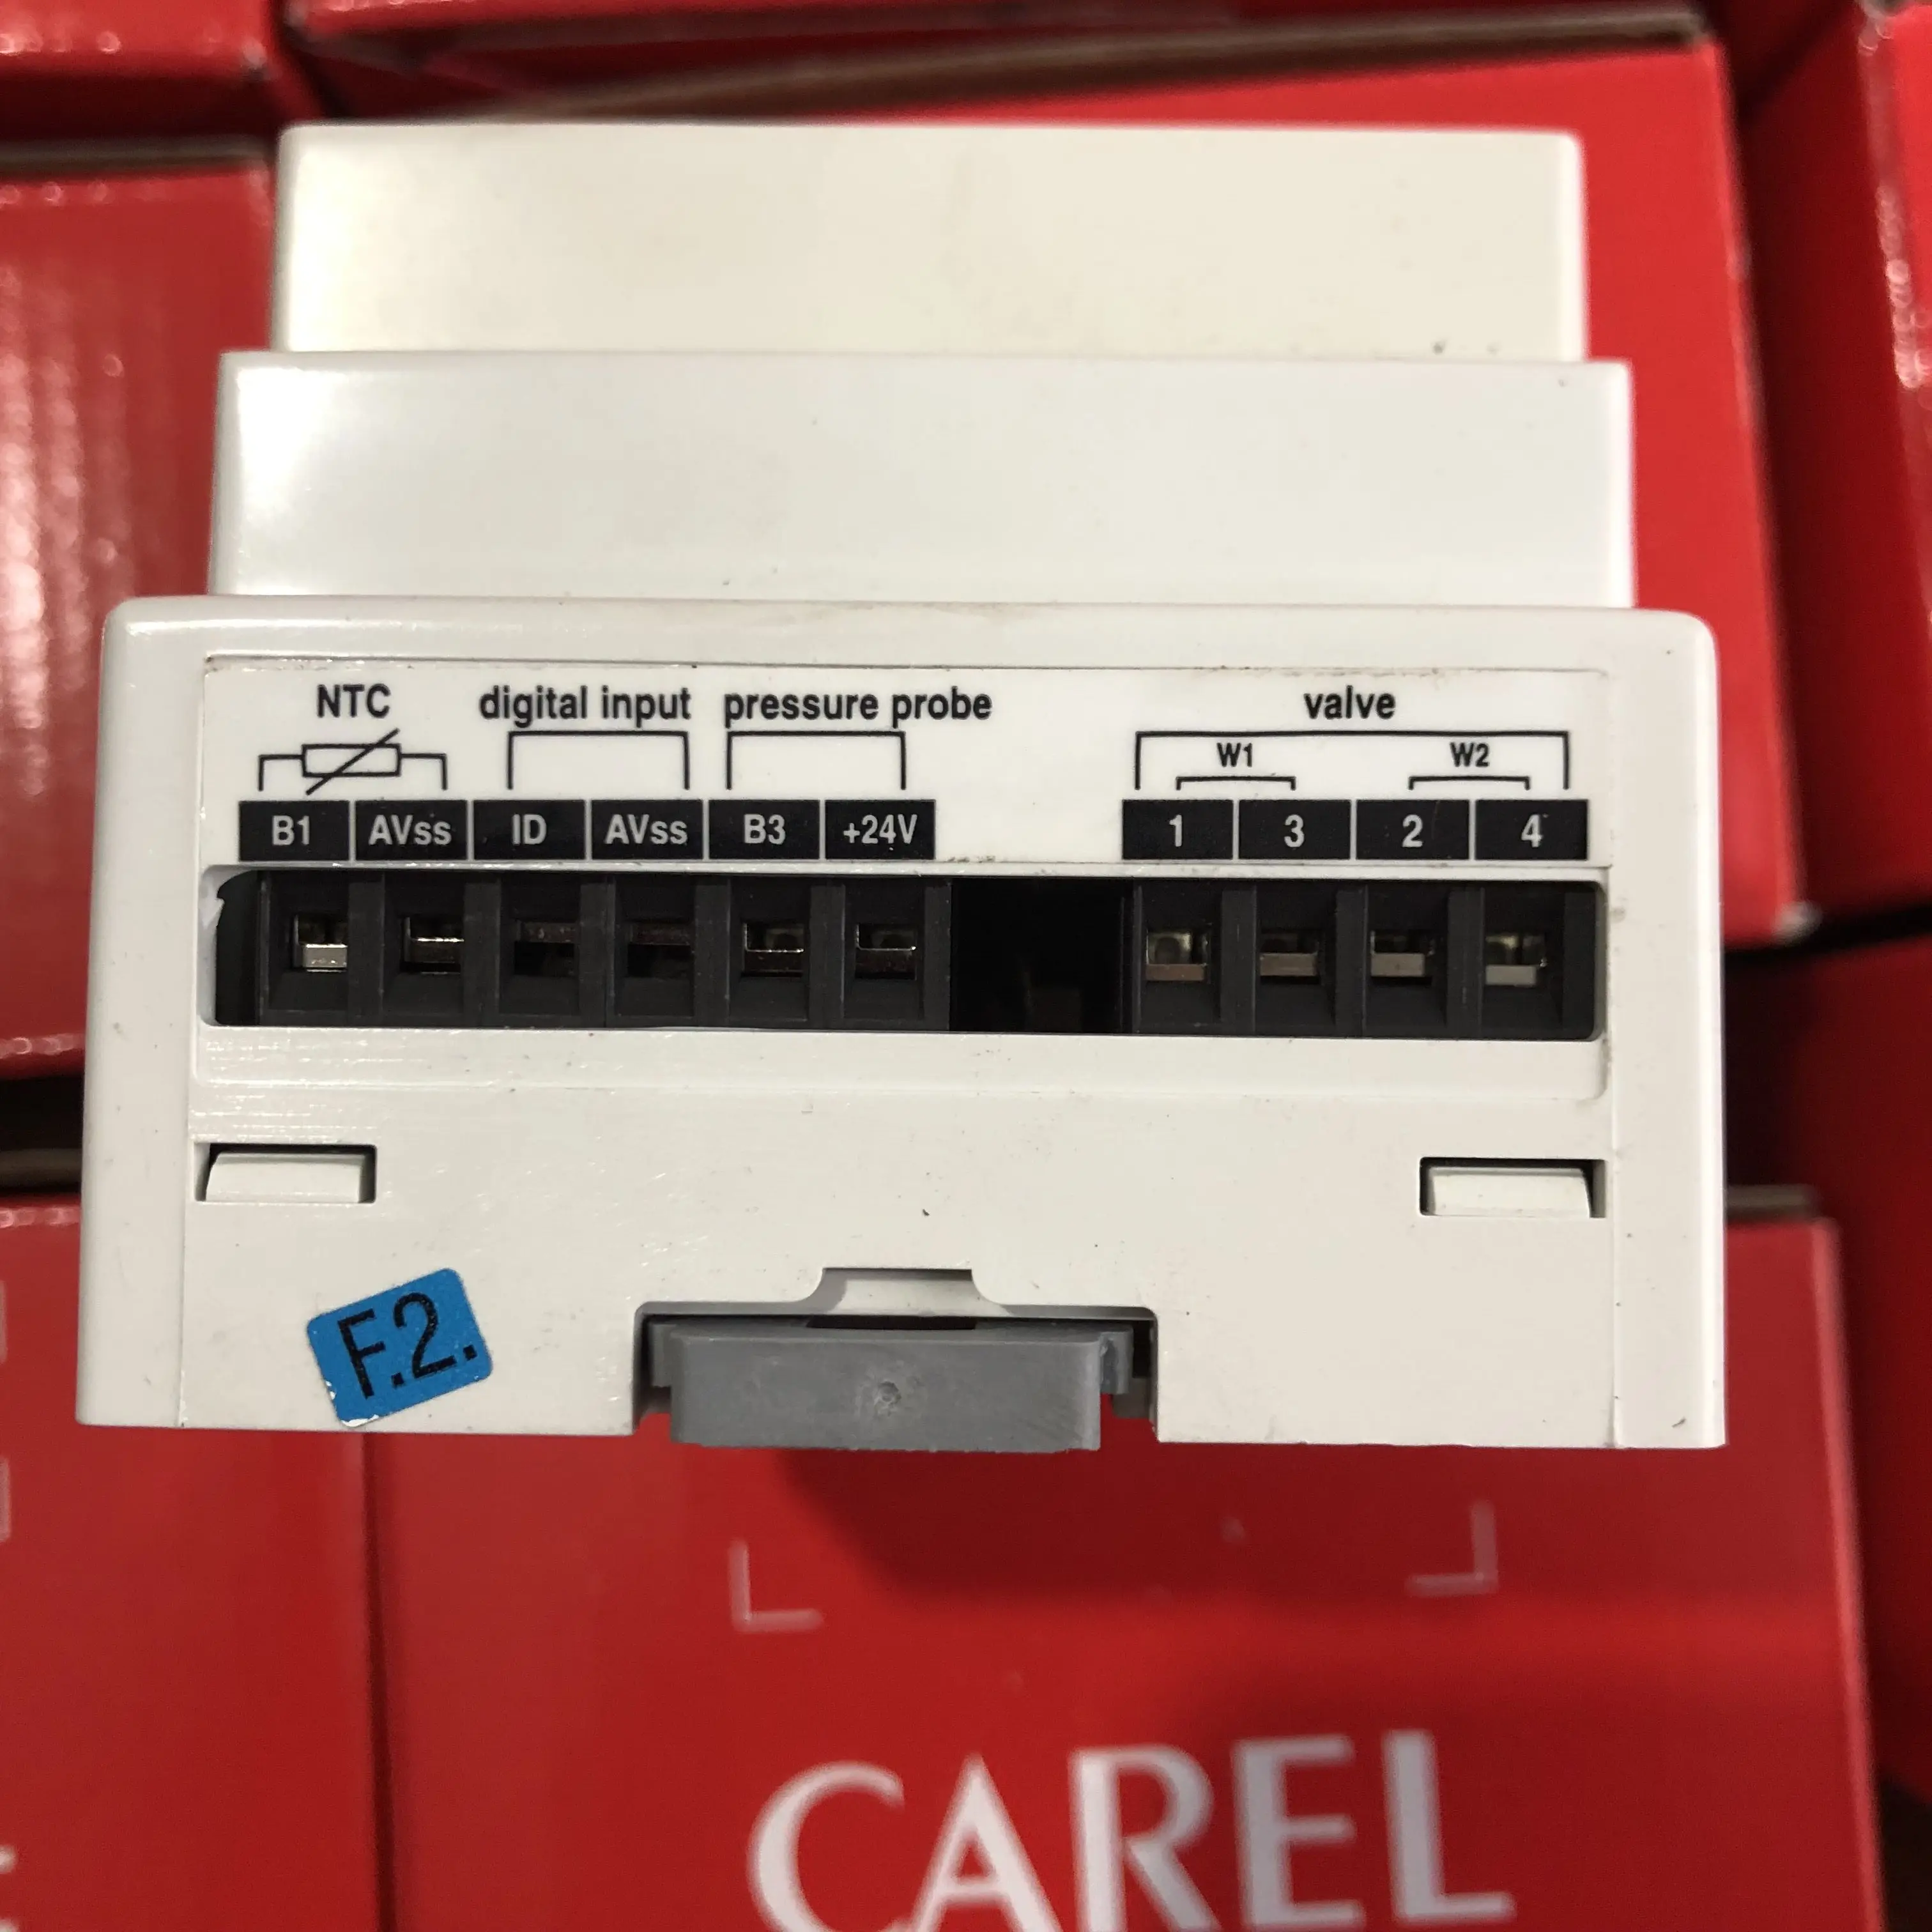 NTC digital input pressure probe valve
W1 W2
B1 AVss ID AVss B3 +24V 1 3 2 4
F.2.
CAREL